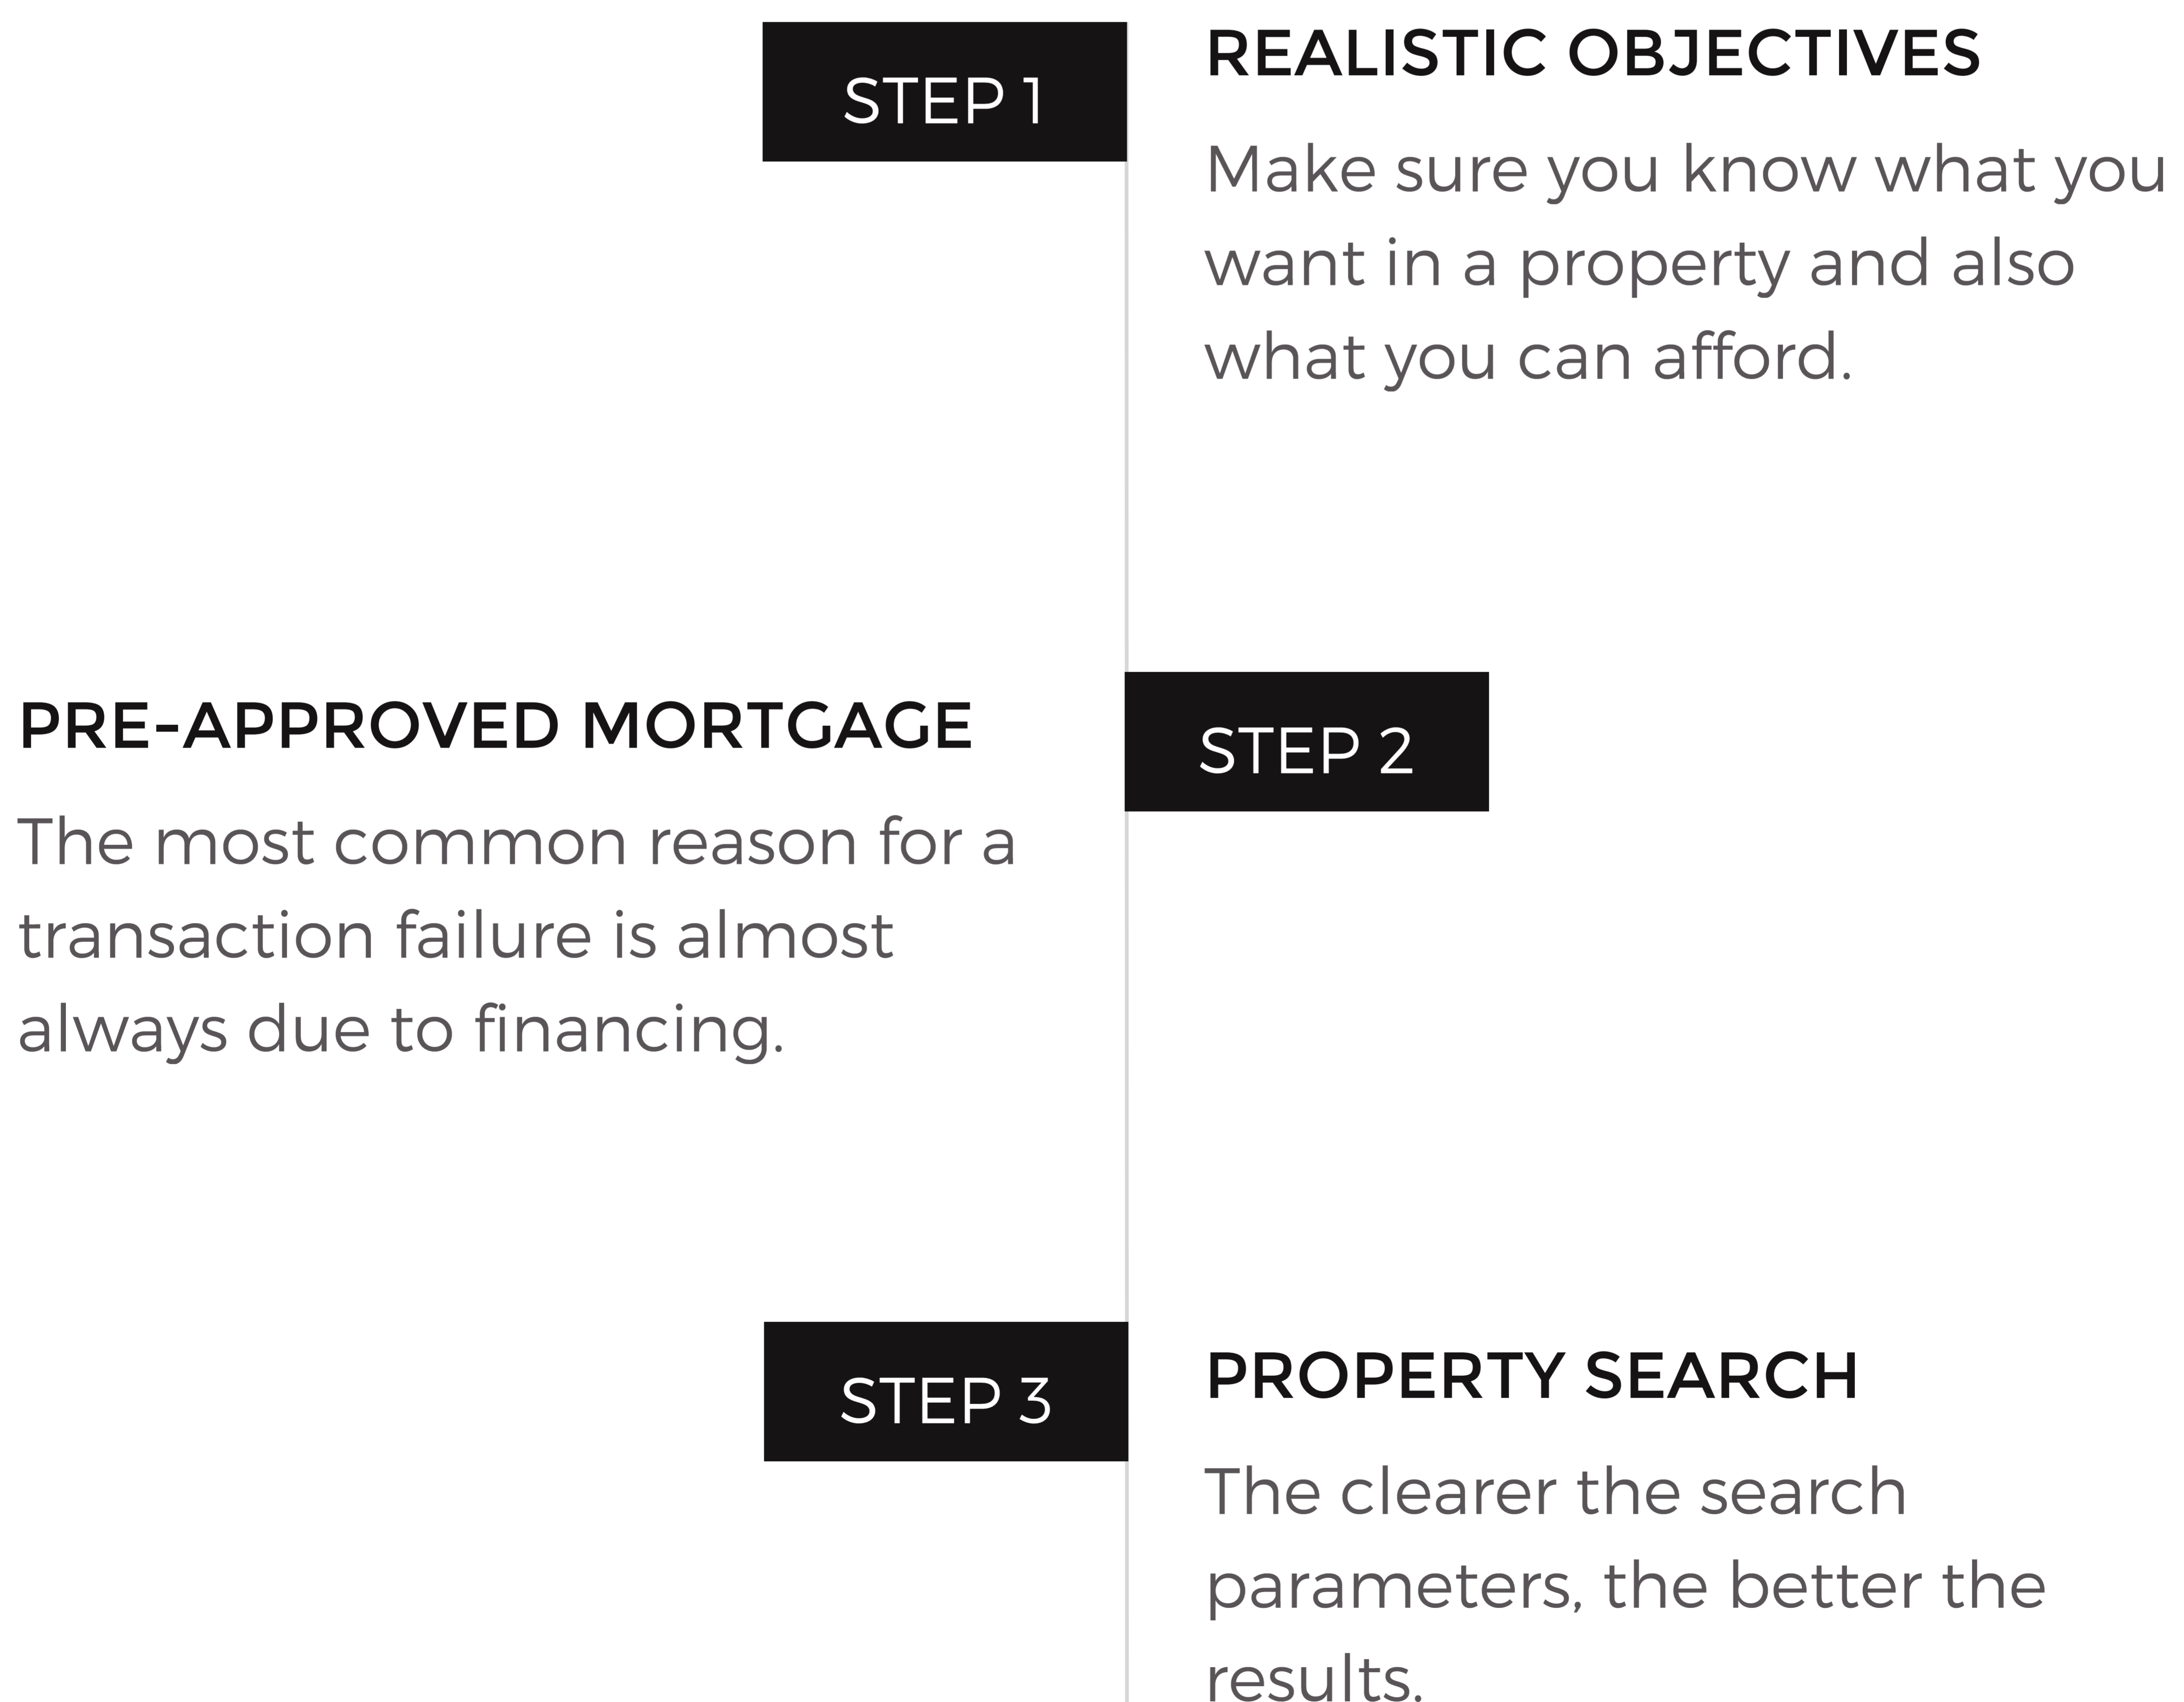 STEP 1
REALISTIC OBJECTIVES
Make sure you know what you
want in a property and also
what you can afford.
STEP 2
PRE-APPROVED MORTGAGE
The most common reason for a
transaction failure is almost
always due to financing.
STEP 3
PROPERTY SEARCH
The clearer the search
parameters, the better the
results.